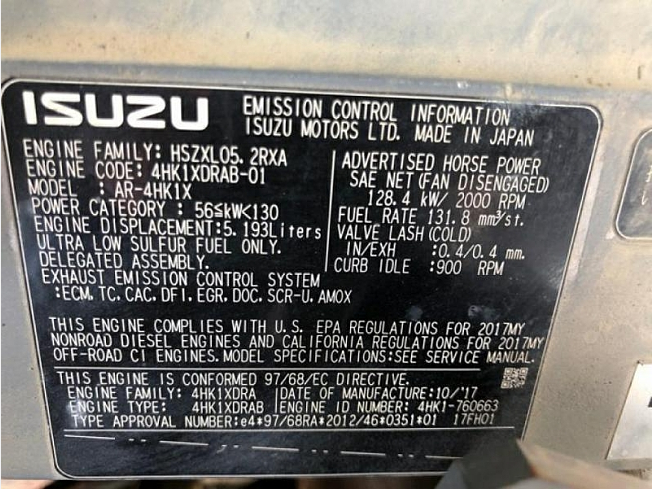 ISUZU
EMISSION CONTROL INFORMATION
ISUZU MOTORS LTD. MADE IN JAPAN
ENGINE FAMILY: HSZXL05.2RXA
ENGINE CODE: 4HK1XDRAB-01
MODEL : AR-4HK1X
POWER CATEGORY : 56≦kW<130
ENGINE DISPLACEMENT:5.193Liters
ULTRA LOW SULFUR FUEL ONLY.
DELEGATED ASSEMBLY.
EXHAUST EMISSION CONTROL SYSTEM
:ECM, TC, CAC, DFI, EGR, DOC, SCR-U, AMOX
ADVERTISED HORSE POWER
SAE NET(FAN DISENGAGED)
128.4 kW/ 2000 RPM
FUEL RATE 131.8 mm³/st.
VALVE LASH(COLD)
IN/EXH :0.4/0.4 mm.
CURB IDLE :900 RPM
THIS ENGINE COMPLIES WITH U.S. EPA REGULATIONS FOR 2017MY
NONROAD DIESEL ENGINES AND CALIFORNIA REGULATIONS FOR 2017MY
OFF-ROAD CI ENGINES.MODEL SPECIFICATIONS:SEE SERVICE MANUAL.
THIS ENGINE IS CONFORMED 97/68/EC DIRECTIVE.
ENGINE FAMILY: 4HK1XDRA DATE OF MANUFACTURE:10/'17
ENGINE TYPE: 4HK1XDRAB ENGINE ID NUMBER: 4HK1-760663
TYPE APPROVAL NUMBER:e4*97/68RA*2012/46*0351*01 17FH01